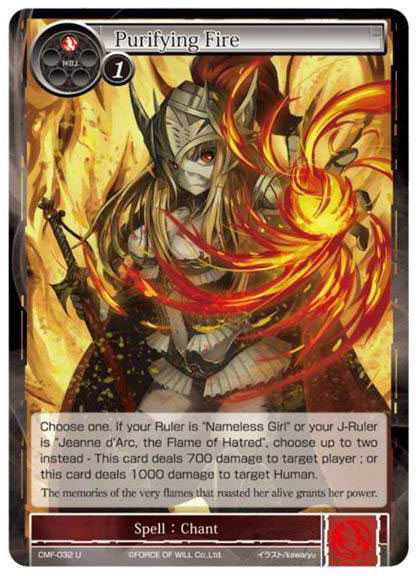 Purifying Fire
WILL
1
Choose one. If your Ruler is "Nameless Girl" or your J-Ruler
is "Jeanne d'Arc, the Flame of Hatred", choose up to two
instead - This card deals 700 damage to target player ; or
this card deals 1000 damage to target Human.
The memories of the very flames that roasted her alive grants her power.
Spell : Chant
CMF-032 U ©FORCE OF WILL Co.,Ltd. イラスト/kawaryu